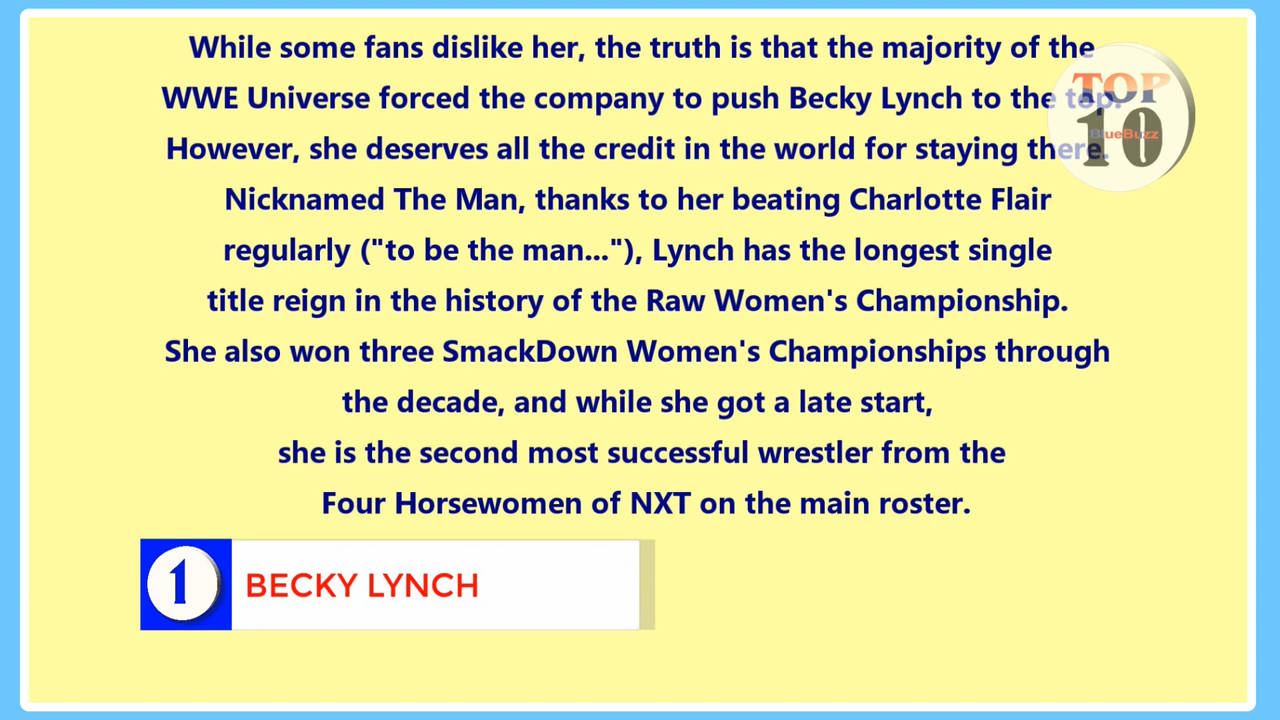 While some fans dislike her, the truth is that the majority of the
WWE Universe forced the company to push Becky Lynch to the top.
However, she deserves all the credit in the world for staying there.
Nicknamed The Man, thanks to her beating Charlotte Flair
regularly ("to be the man..."), Lynch has the longest single
title reign in the history of the Raw Women's Championship.
She also won three SmackDown Women's Championships through
the decade, and while she got a late start,
she is the second most successful wrestler from the
Four Horsewomen of NXT on the main roster.
TOP
10
BlueBuzz
1 BECKY LYNCH